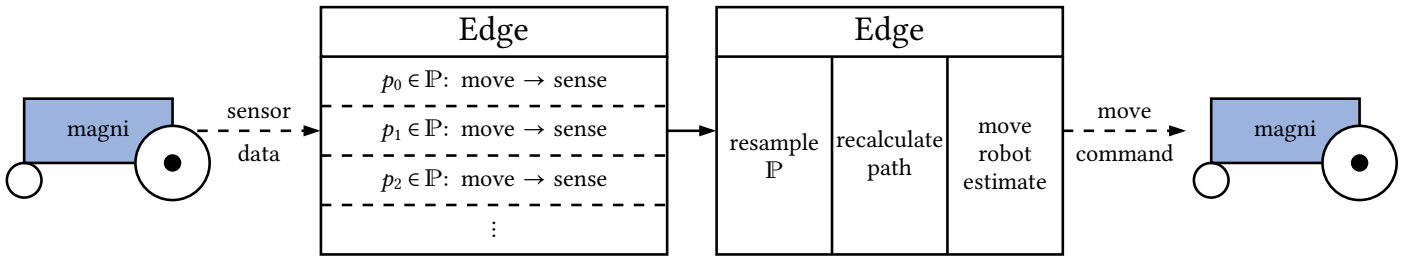 magni
sensor
data
Edge
p₀ ∈ ℙ: move → sense
p₁ ∈ ℙ: move → sense
p₂ ∈ ℙ: move → sense
⋮
Edge
resample
ℙ
recalculate
path
move
robot
estimate
move
command
magni